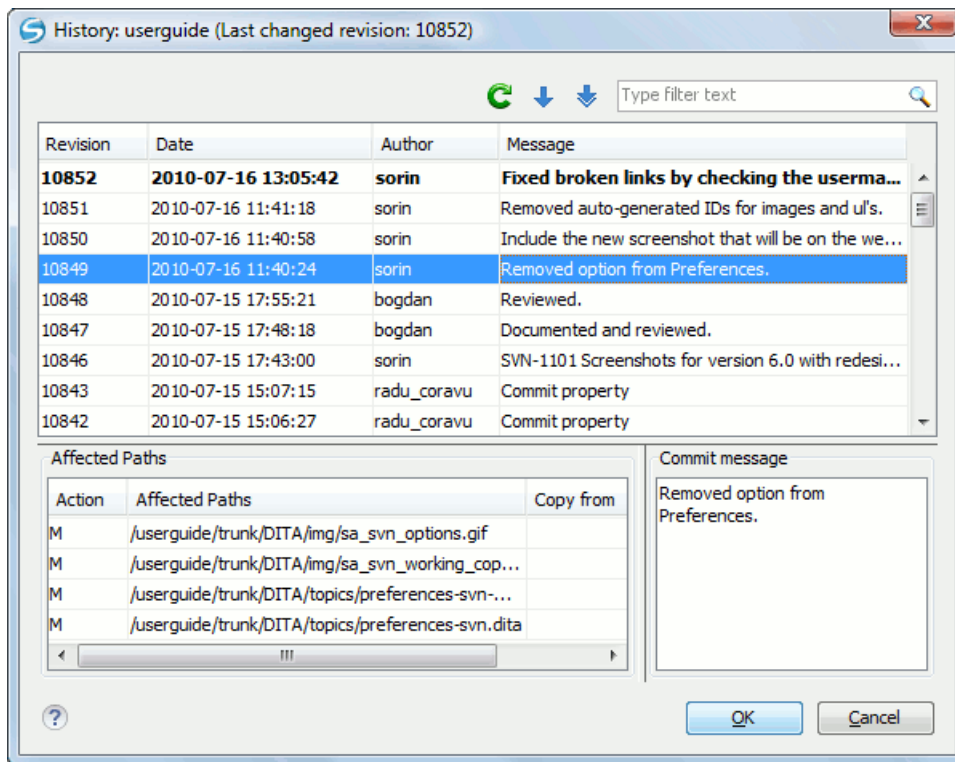 History: userguide (Last changed revision: 10852)
Type filter text
Revision Date Author Message
10852 2010-07-16 13:05:42 sorin Fixed broken links by checking the userma...
10851 2010-07-16 11:41:18 sorin Removed auto-generated IDs for images and ul's.
10850 2010-07-16 11:40:58 sorin Include the new screenshot that will be on the we...
10849 2010-07-16 11:40:24 sorin Removed option from Preferences.
10848 2010-07-15 17:55:21 bogdan Reviewed.
10847 2010-07-15 17:48:18 bogdan Documented and reviewed.
10846 2010-07-15 17:43:00 sorin SVN-1101 Screenshots for version 6.0 with redesi...
10843 2010-07-15 15:07:15 radu_coravu Commit property
10842 2010-07-15 15:06:27 radu_coravu Commit property
Affected Paths
Action Affected Paths Copy from
M /userguide/trunk/DITA/img/sa_svn_options.gif
M /userguide/trunk/DITA/img/sa_svn_working_cop...
M /userguide/trunk/DITA/topics/preferences-svn-...
M /userguide/trunk/DITA/topics/preferences-svn.dita
Commit message
Removed option from
Preferences.
?
OK Cancel